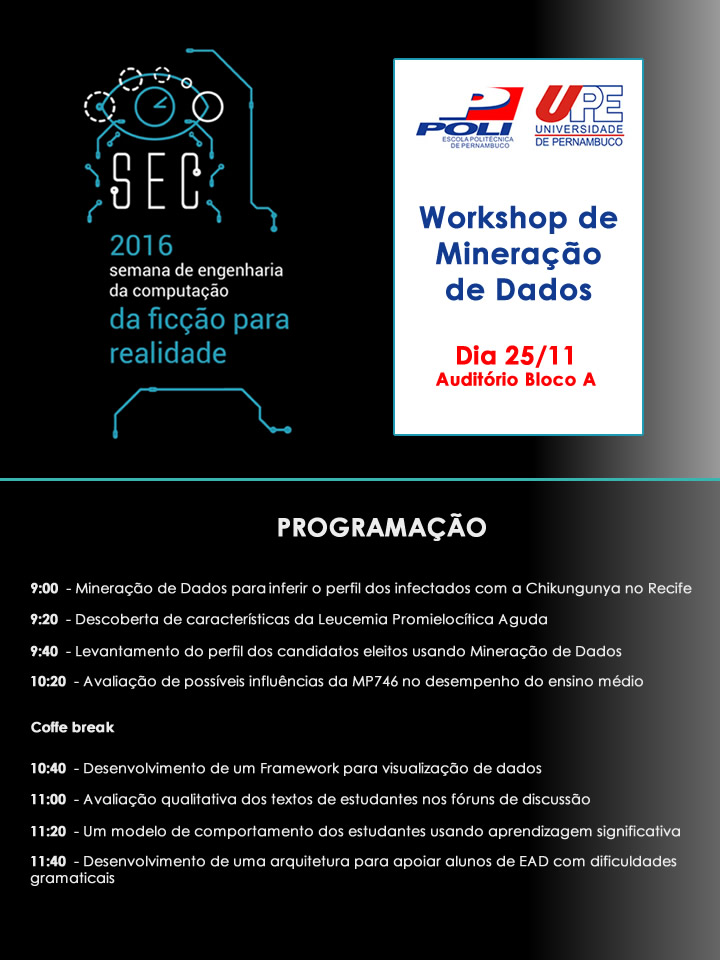 SEC
2016
semana de engenharia
da computação
da ficção para
realidade
POLI
ESCOLA POLITÉCNICA
DE PERNAMBUCO
UPE
UNIVERSIDADE
DE PERNAMBUCO
Workshop de
Mineração
de Dados
Dia 25/11
Auditório Bloco A
PROGRAMAÇÃO
9:00 - Mineração de Dados para inferir o perfil dos infectados com a Chikungunya no Recife
9:20 - Descoberta de características da Leucemia Promielocítica Aguda
9:40 - Levantamento do perfil dos candidatos eleitos usando Mineração de Dados
10:20 - Avaliação de possíveis influências da MP746 no desempenho do ensino médio
Coffe break
10:40 - Desenvolvimento de um Framework para visualização de dados
11:00 - Avaliação qualitativa dos textos de estudantes nos fóruns de discussão
11:20 - Um modelo de comportamento dos estudantes usando aprendizagem significativa
11:40 - Desenvolvimento de uma arquitetura para apoiar alunos de EAD com dificuldades
gramaticais